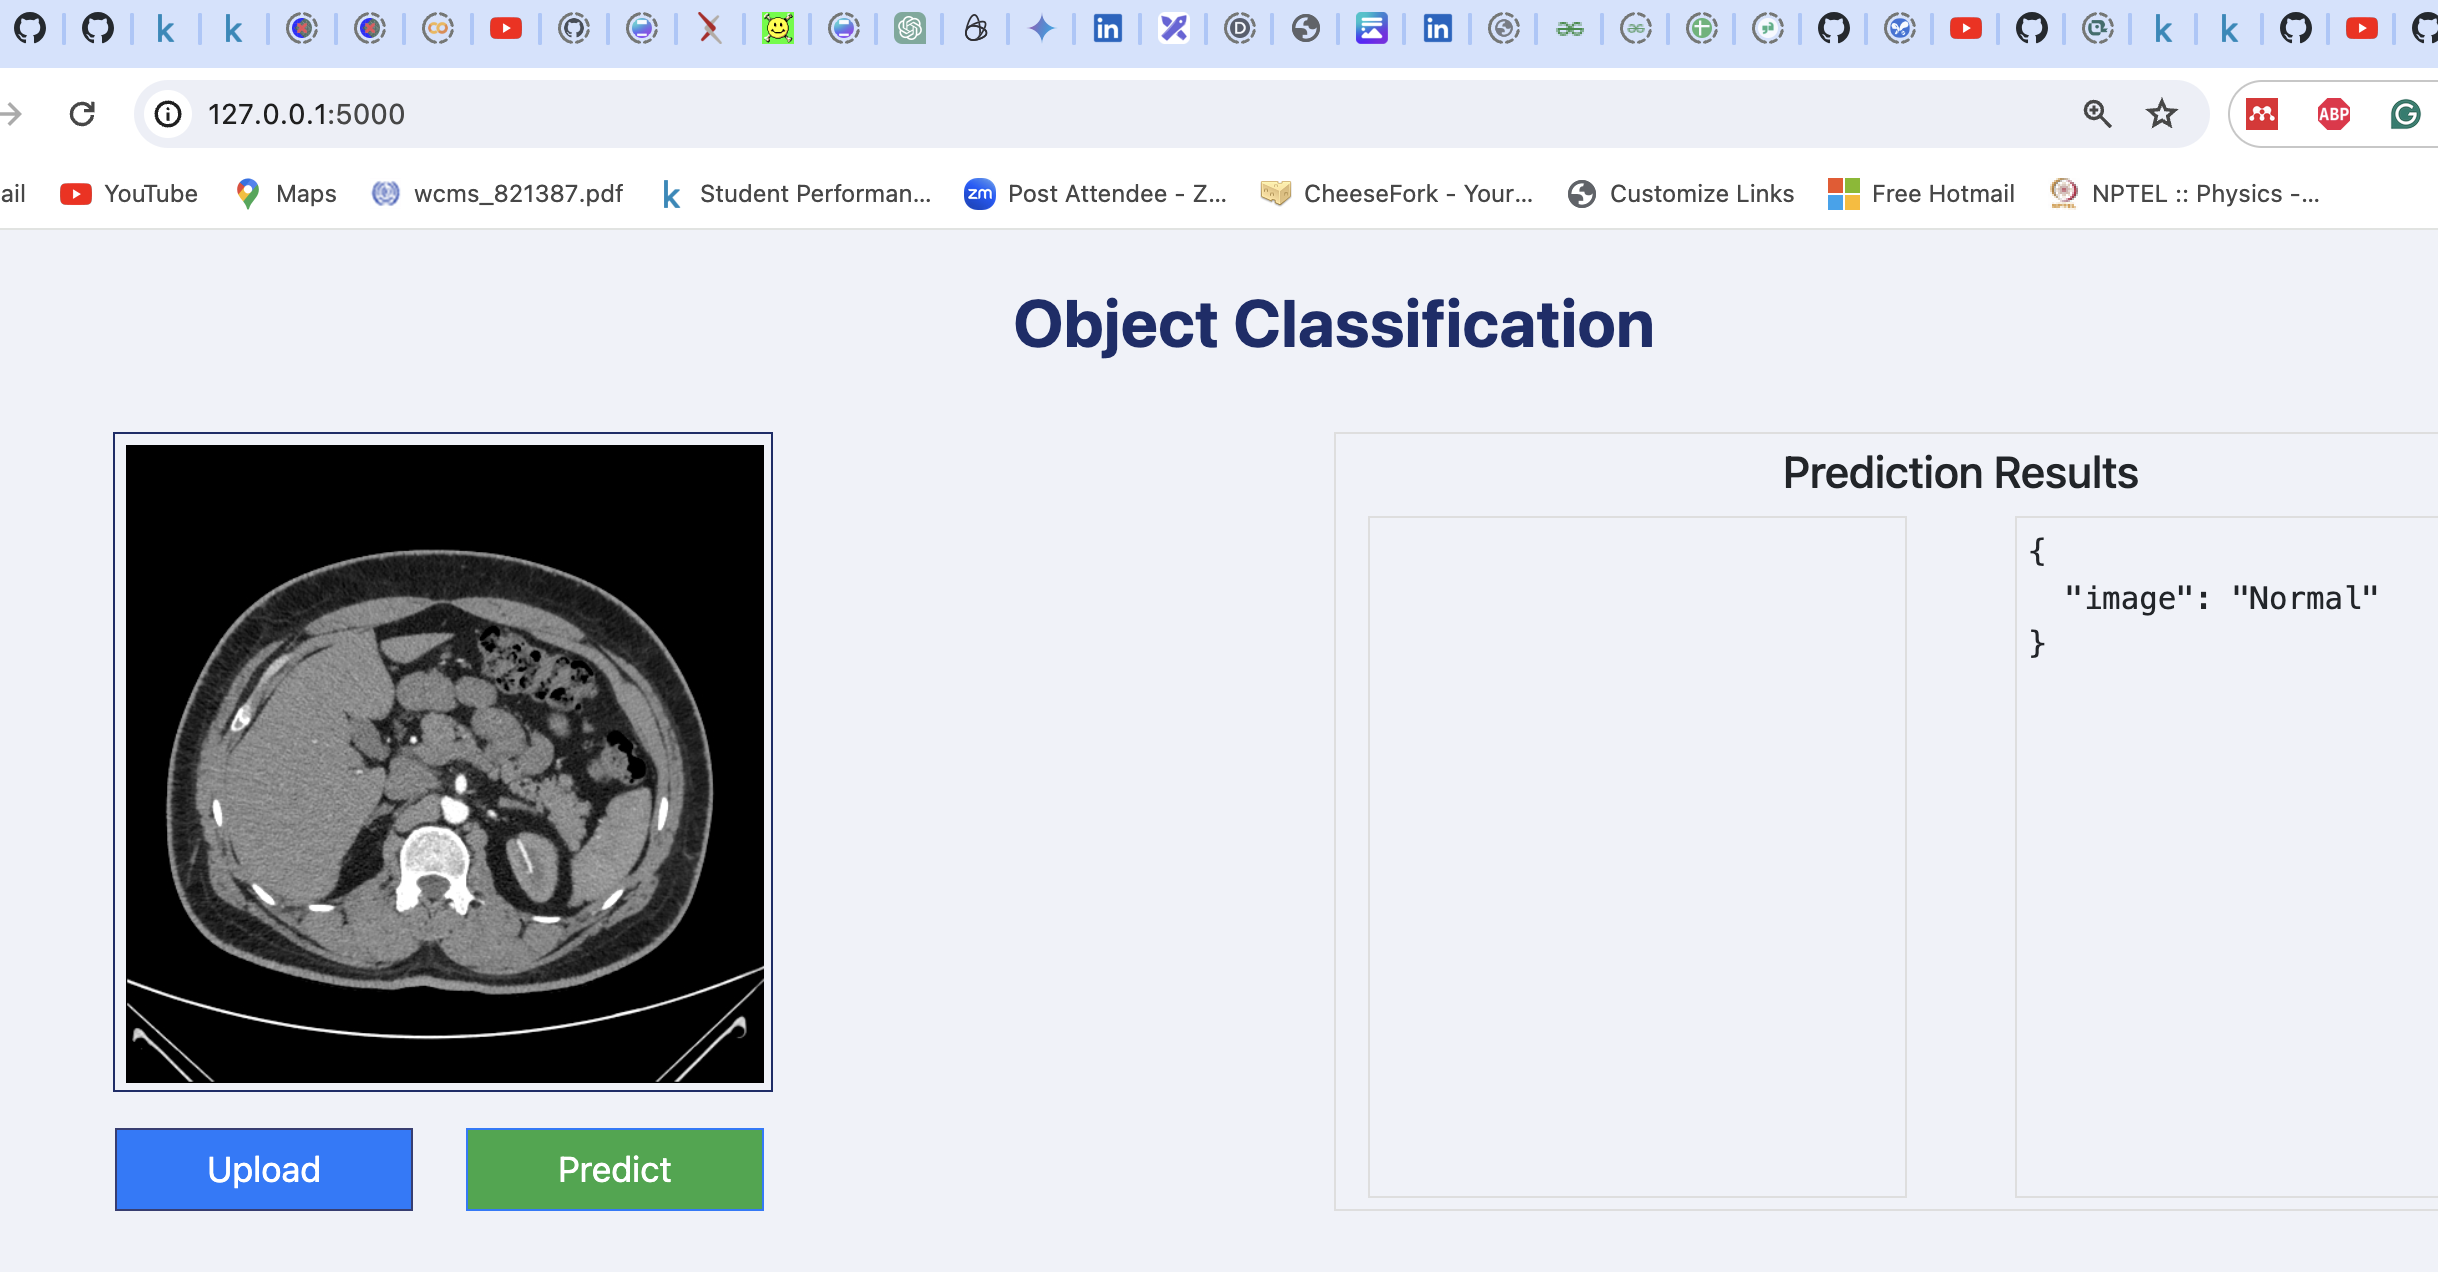 127.0.0.1:5000
ail YouTube Maps wcms_821387.pdf Student Performan... Post Attendee - Z... CheeseFork - Your... Customize Links Free Hotmail NPTEL :: Physics -...
ABP
zm
Object Classification
Prediction Results
{
"image": "Normal"
}
Upload Predict